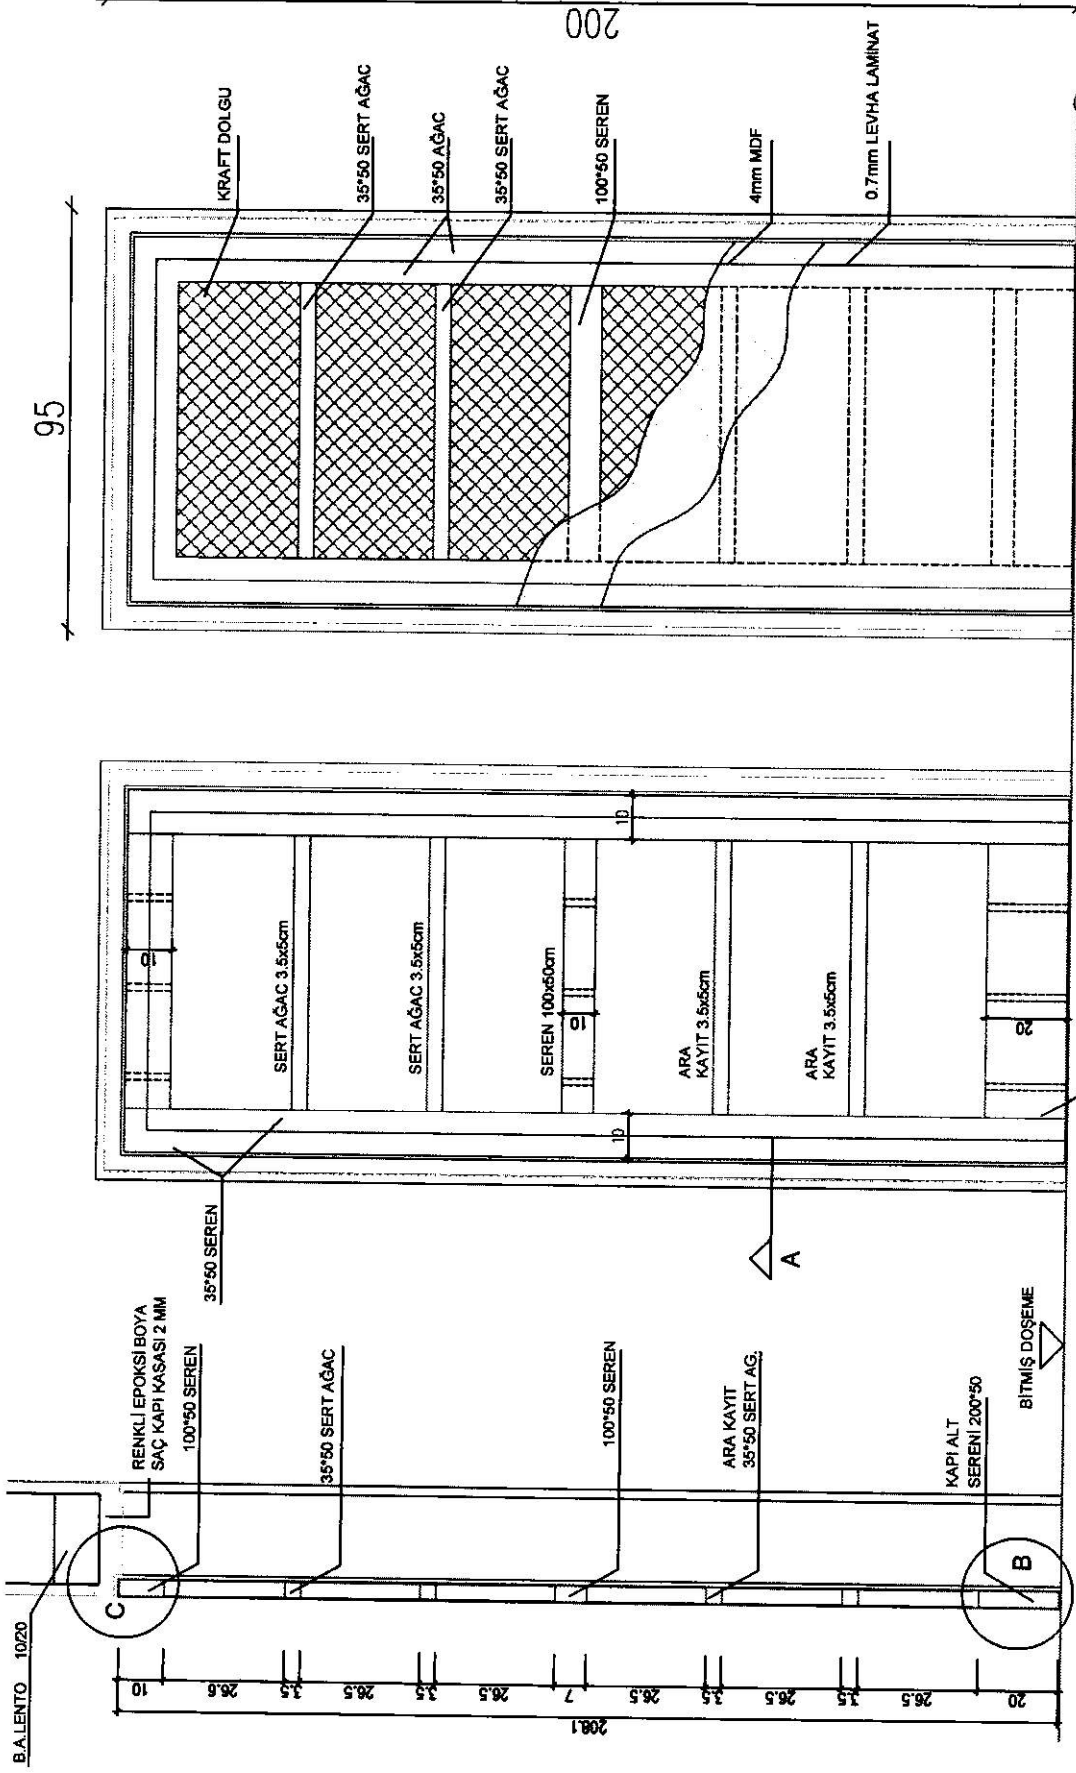 200
95
KRAFT DOLGU
35*50 SERT AĞAC
35*50 AĞAC
35*50 SERT AĞAC
100*50 SEREN
4mm MDF
0.7mm LEVHA LAMİNAT
10
SERT AĞAC 3.5x5cm
SERT AĞAC 3.5x5cm
SEREN 100x50cm
10
10
10
ARA
KAYIT 3.5x5cm
ARA
KAYIT 3.5x5cm
20
35*50 SEREN
A
B.A.LENTO 10/20
RENKLİ EPOKSİ BOYA
SAÇ KAPI KASASI 2 MM
100*50 SEREN
35*50 SERT AĞAC
100*50 SEREN
ARA KAYIT
35*50 SERT AG.
KAPI ALT
SERENİ 200*50
BİTMİŞ DOŞEME
C
B
10
26.6
3.5
26.5
3.5
26.5
7
26.5
3.5
26.5
3.5
26.5
20
208.1